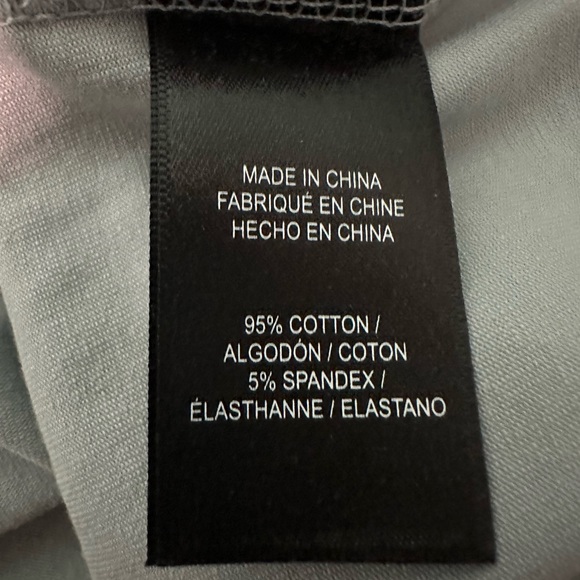 MADE IN CHINA
FABRIQUÉ EN CHINE
HECHO EN CHINA
95% COTTON /
ALGODÓN / COTON
5% SPANDEX /
ÉLASTHANNE / ELASTANO